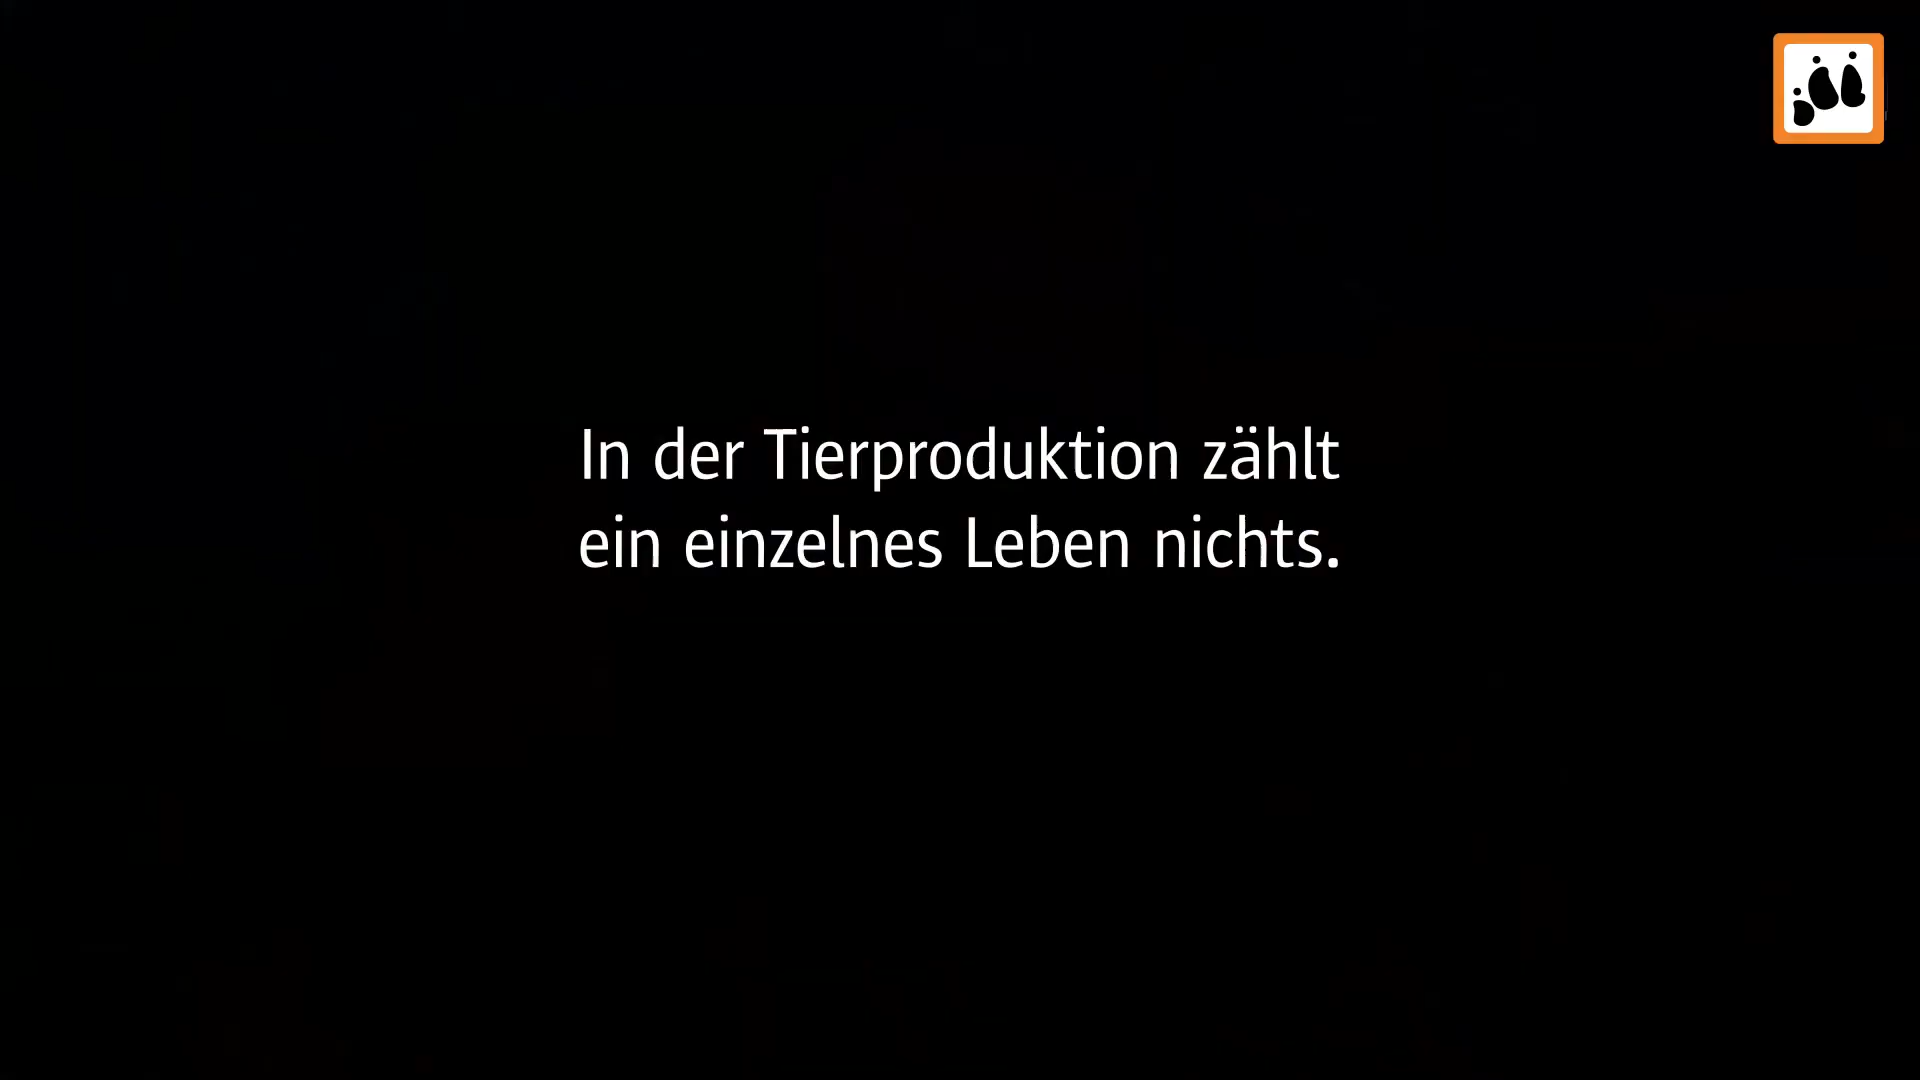 In der Tierproduktion zählt
ein einzelnes Leben nichts.